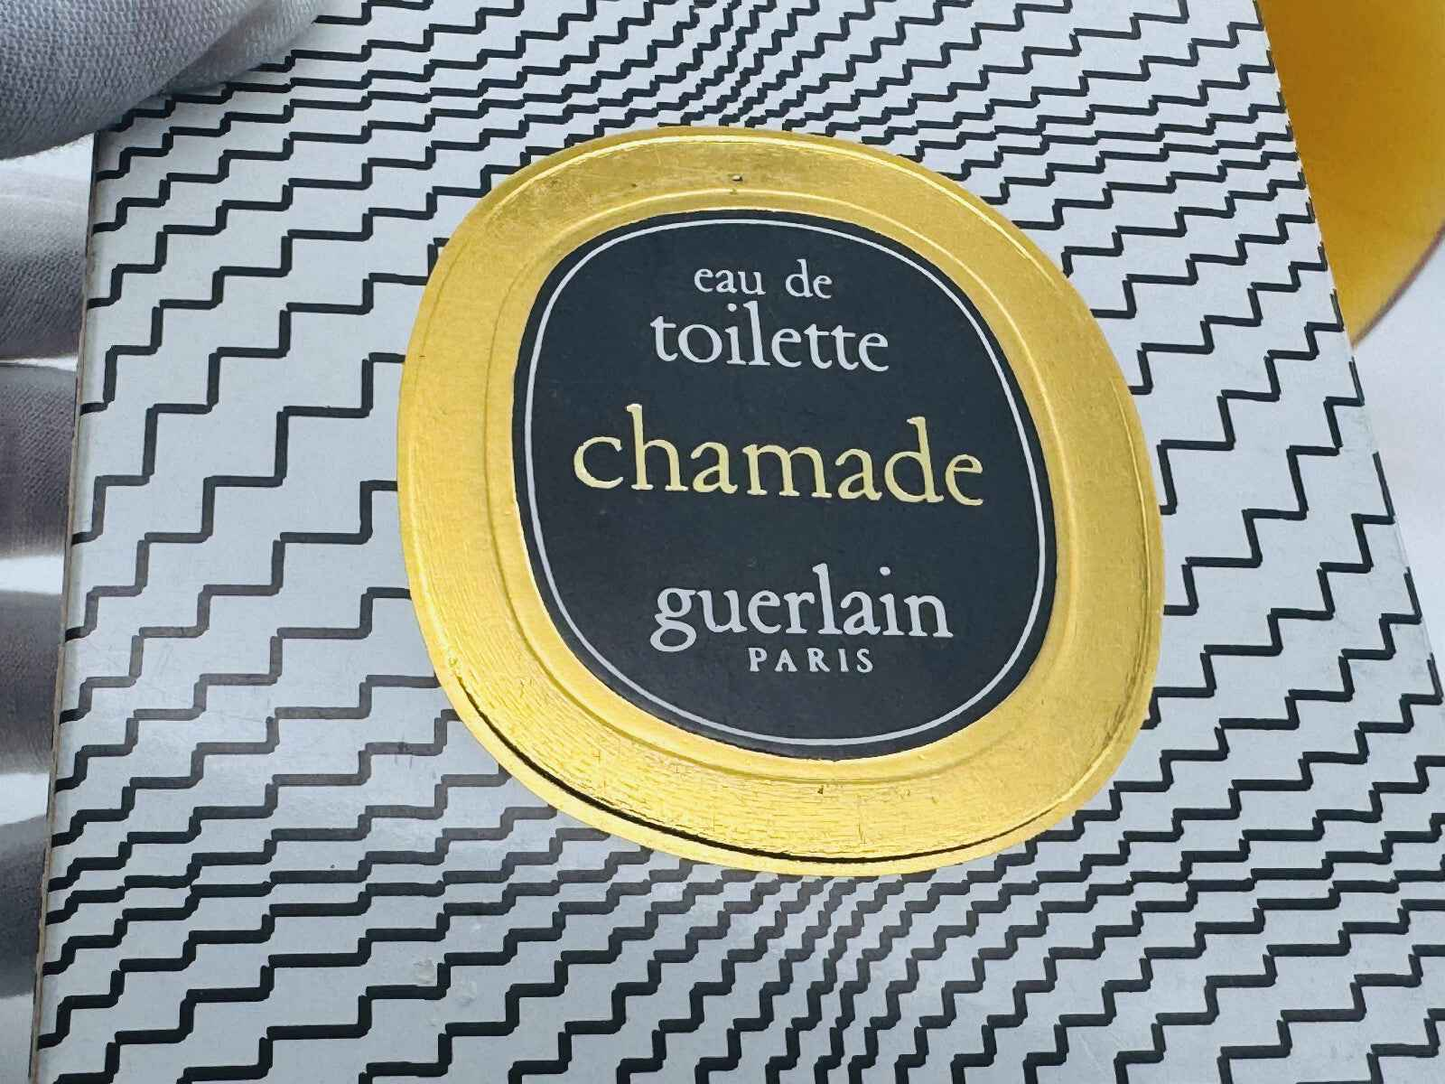 eau de
toilette
chamade
guerlain
PARIS